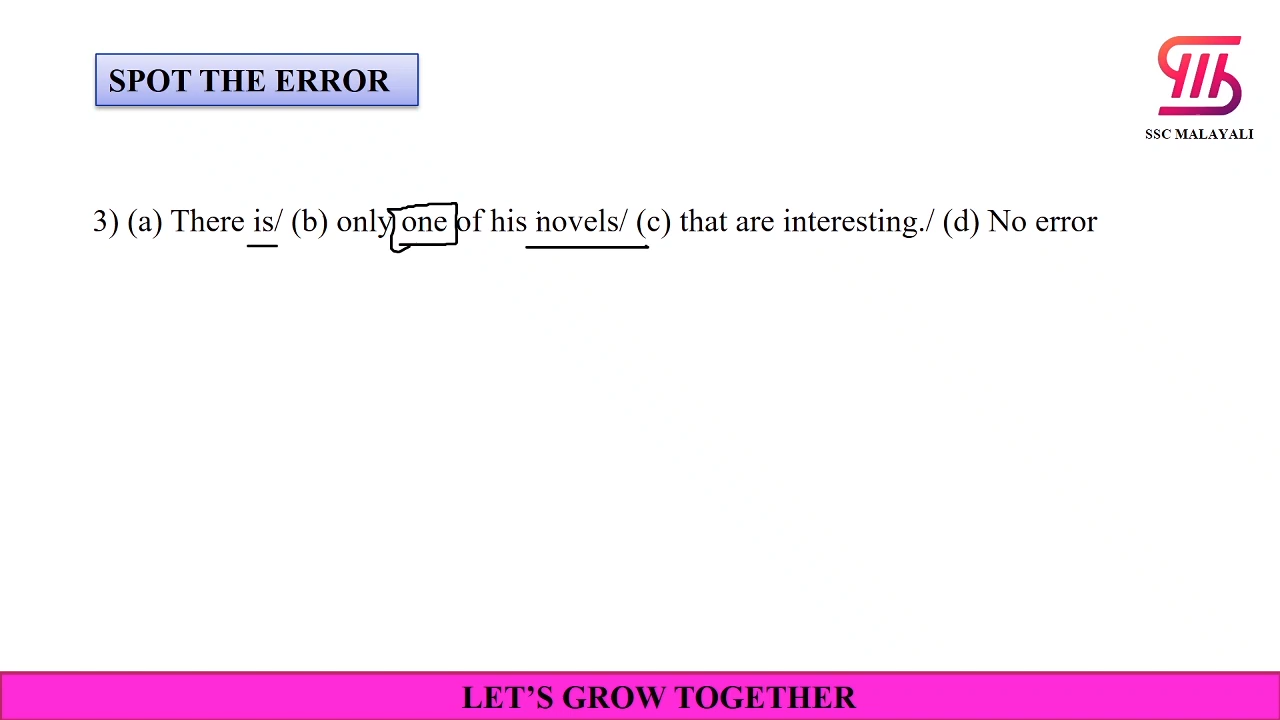 SPOT THE ERROR
SSC MALAYALI
3) (a) There is/ (b) only one of his novels/ (c) that are interesting./ (d) No error
LET’S GROW TOGETHER